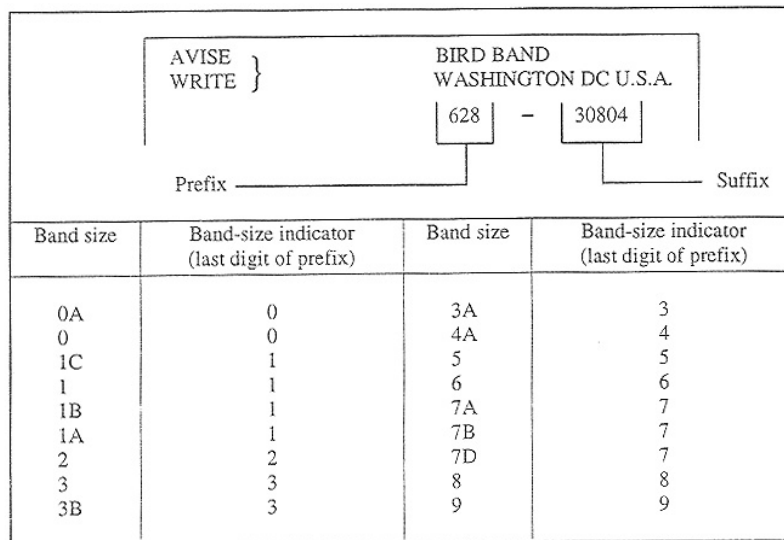 AVISE BIRD BAND
WRITE } WASHINGTON DC U.S.A.
628 – 30804
Prefix Suffix
Band size Band-size indicator Band size Band-size indicator
(last digit of prefix) (last digit of prefix)
0A 0 3A 3
0 0 4A 4
1C 1 5 5
1 1 6 6
1B 1 7A 7
1A 1 7B 7
2 2 7D 7
3 3 8 8
3B 3 9 9